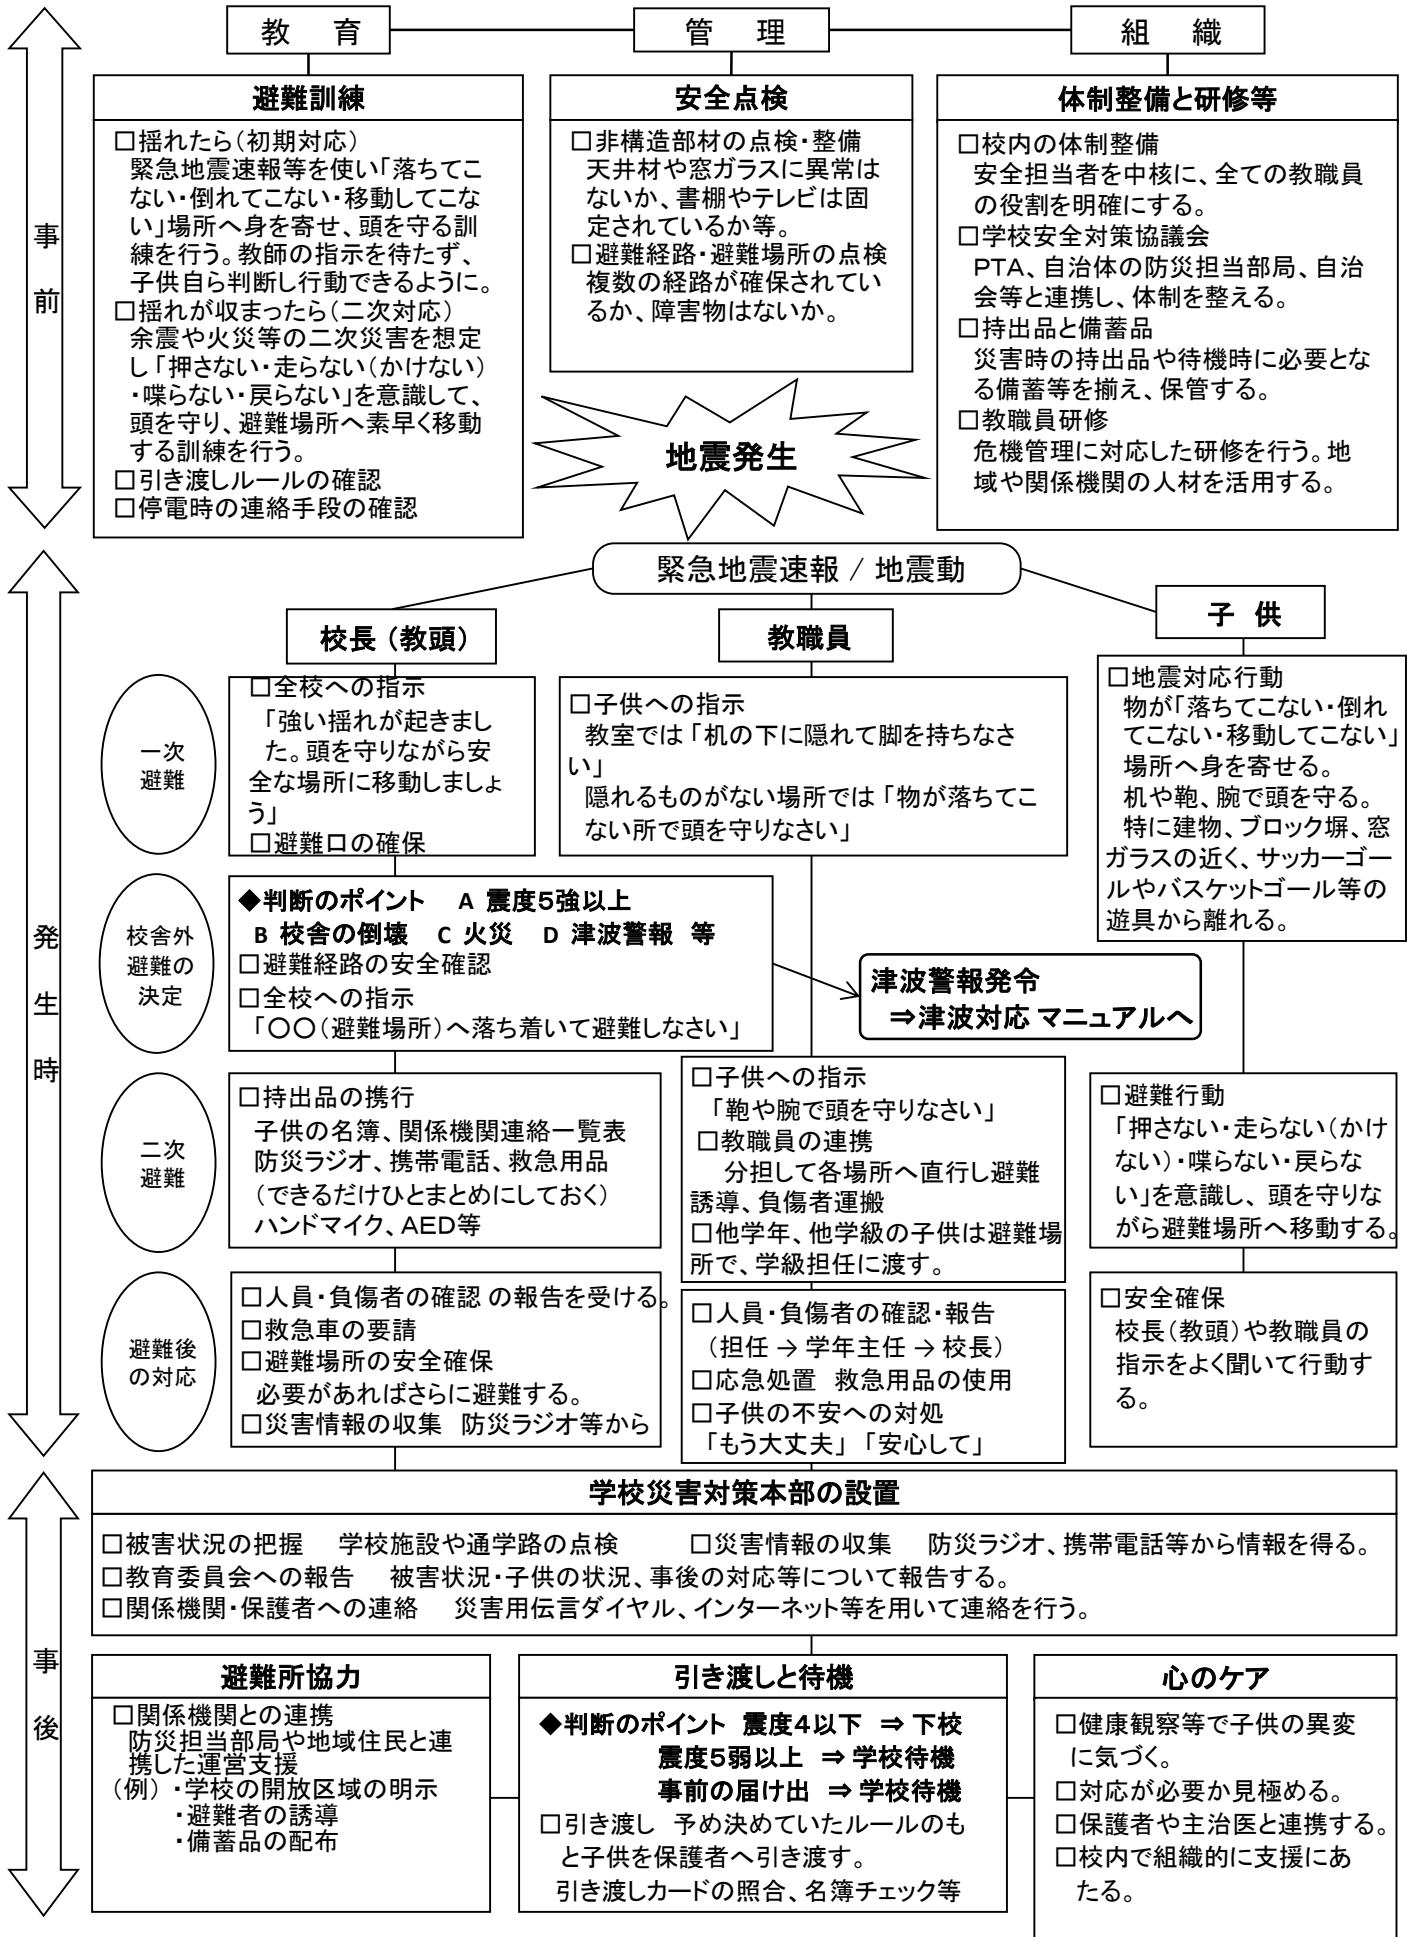 教　育
管　理
組　織
事前
避難訓練
□揺れたら（初期対応）
緊急地震速報等を使い「落ちてこ
ない・倒れてこない・移動してこな
い」場所へ身を寄せ、頭を守る訓
練を行う。教師の指示を待たず、
子供自ら判断し行動できるように。
□揺れが収まったら（二次対応）
余震や火災等の二次災害を想定
し「押さない・走らない（かけない）
・喋らない・戻らない」を意識して、
頭を守り、避難場所へ素早く移動
する訓練を行う。
□引き渡しルールの確認
□停電時の連絡手段の確認
安全点検
□非構造部材の点検・整備
天井材や窓ガラスに異常は
ないか、書棚やテレビは固
定されているか等。
□避難経路・避難場所の点検
複数の経路が確保されてい
るか、障害物はないか。
体制整備と研修等
□校内の体制整備
安全担当者を中核に、全ての教職員
の役割を明確にする。
□学校安全対策協議会
PTA、自治体の防災担当部局、自治
会等と連携し、体制を整える。
□持出品と備蓄品
災害時の持出品や待機時に必要とな
る備蓄等を揃え、保管する。
□教職員研修
危機管理に対応した研修を行う。地
域や関係機関の人材を活用する。
地震発生
緊急地震速報 / 地震動
発生時
校長（教頭）
教職員
子 供
一次
避難
□全校への指示
「強い揺れが起きまし
た。頭を守りながら安
全な場所に移動しましょ
う」
□避難口の確保
□子供への指示
教室では「机の下に隠れて脚を持ちなさ
い」
隠れるものがない場所では「物が落ちてこ
ない所で頭を守りなさい」
□地震対応行動
物が「落ちてこない・倒れ
てこない・移動してこない」
場所へ身を寄せる。
机や鞄、腕で頭を守る。
特に建物、ブロック塀、窓
ガラスの近く、サッカーゴー
ルやバスケットゴール等の
遊具から離れる。
校舎外
避難の
決定
◆判断のポイント　A 震度5強以上
B 校舎の倒壊　C 火災　D 津波警報 等
□避難経路の安全確認
□全校への指示
「〇〇（避難場所）へ落ち着いて避難しなさい」
津波警報発令
⇒津波対応 マニュアルへ
二次
避難
□持出品の携行
子供の名簿、関係機関連絡一覧表
防災ラジオ、携帯電話、救急用品
（できるだけひとまとめにしておく）
ハンドマイク、AED等
□子供への指示
「鞄や腕で頭を守りなさい」
□教職員の連携
分担して各場所へ直行し避難
誘導、負傷者運搬
□他学年、他学級の子供は避難場
所で、学級担任に渡す。
□避難行動
「押さない・走らない（かけ
ない）・喋らない・戻らな
い」を意識し、頭を守りな
がら避難場所へ移動する。
避難後
の対応
□人員・負傷者の確認 の報告を受ける。
□救急車の要請
□避難場所の安全確保
必要があればさらに避難する。
□災害情報の収集　防災ラジオ等から
□人員・負傷者の確認・報告
（担任 → 学年主任 → 校長）
□応急処置　救急用品の使用
□子供の不安への対処
「もう大丈夫」「安心して」
□安全確保
校長（教頭）や教職員の
指示をよく聞いて行動す
る。
事後
学校災害対策本部の設置
□被害状況の把握　学校施設や通学路の点検　　□災害情報の収集　防災ラジオ、携帯電話等から情報を得る。
□教育委員会への報告　被害状況・子供の状況、事後の対応等について報告する。
□関係機関・保護者への連絡　災害用伝言ダイヤル、インターネット等を用いて連絡を行う。
避難所協力
□関係機関との連携
防災担当部局や地域住民と連
携した運営支援
（例）・学校の開放区域の明示
・避難者の誘導
・備蓄品の配布
引き渡しと待機
◆判断のポイント　震度4以下　⇒ 下校
震度5弱以上　⇒ 学校待機
事前の届け出　⇒ 学校待機
□引き渡し　予め決めていたルールのも
と子供を保護者へ引き渡す。
引き渡しカードの照合、名簿チェック等
心のケア
□健康観察等で子供の異変
に気づく。
□対応が必要か見極める。
□保護者や主治医と連携する。
□校内で組織的に支援にあ
たる。